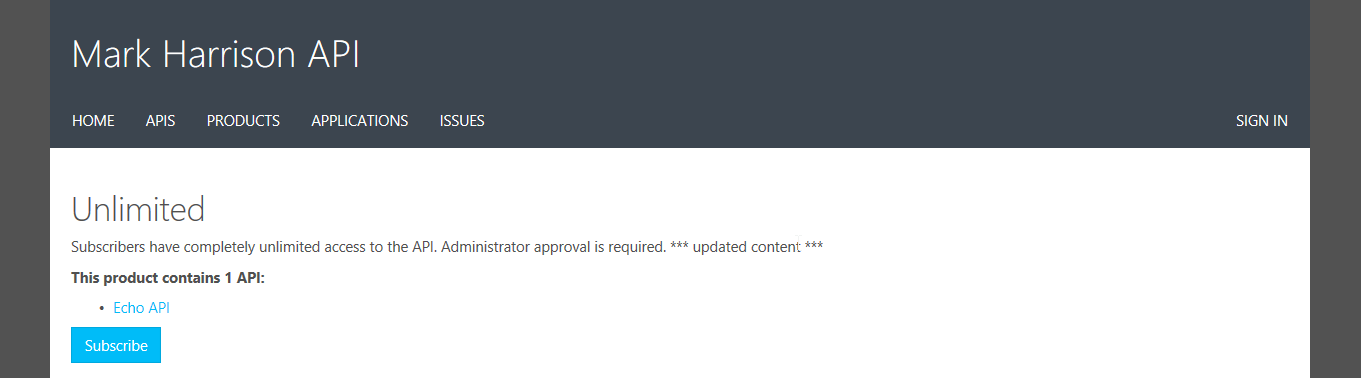 Mark Harrison API
HOME APIS PRODUCTS APPLICATIONS ISSUES SIGN IN
Unlimited
Subscribers have completely unlimited access to the API. Administrator approval is required. *** updated content ***
This product contains 1 API:
• Echo API
Subscribe